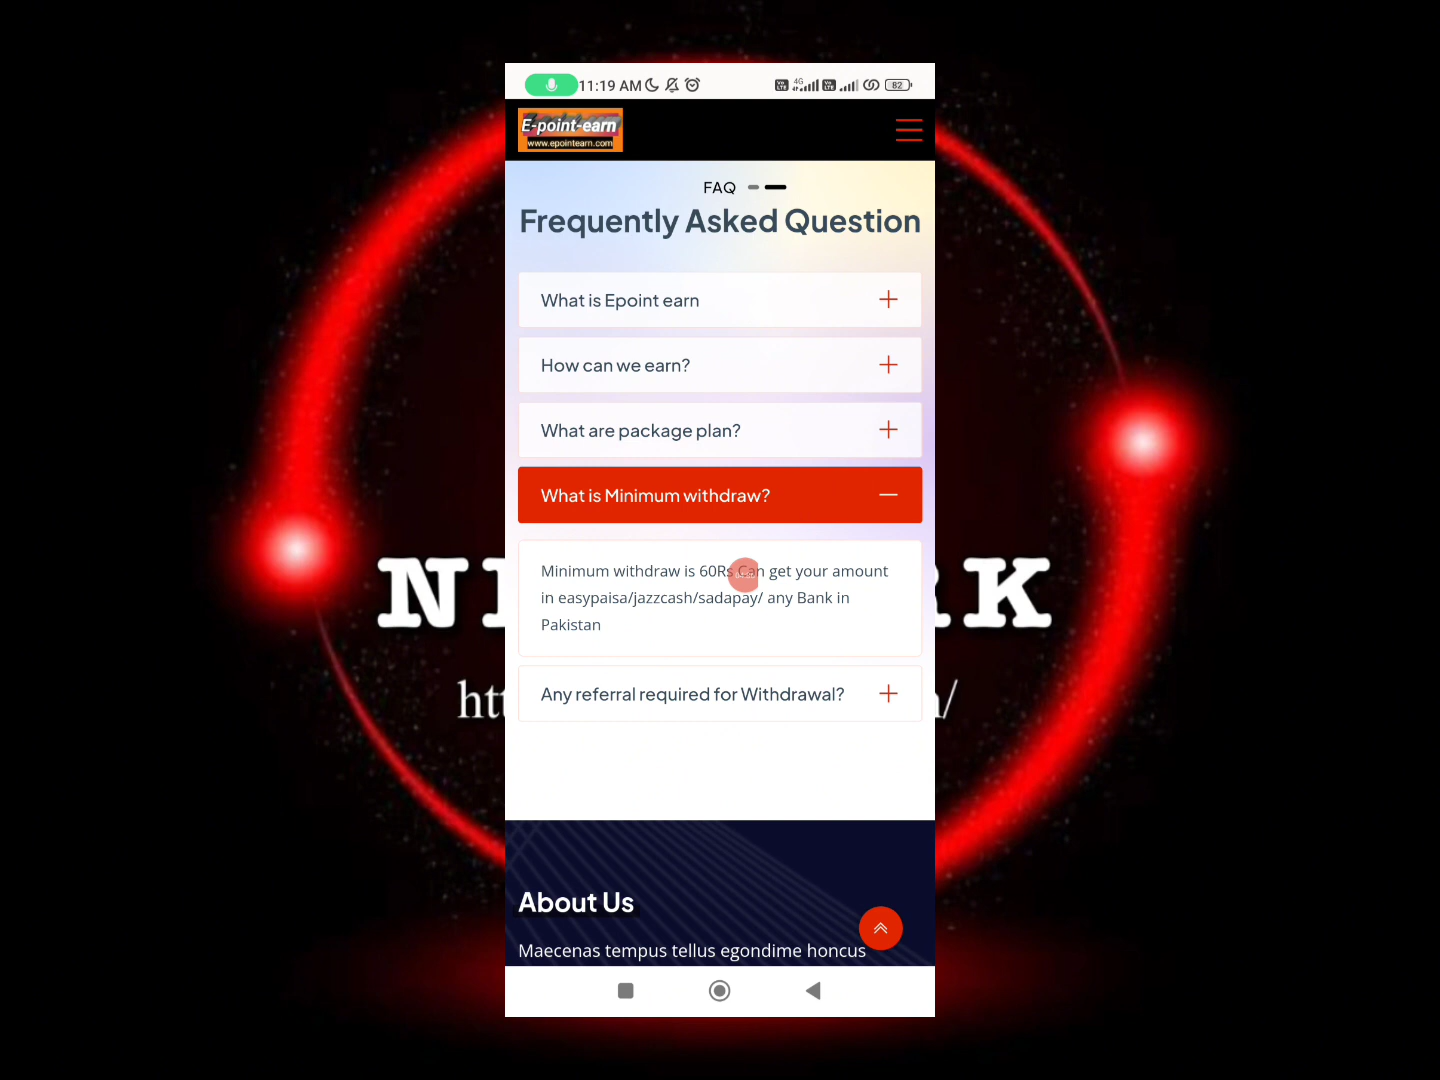 11:19 AM
4G
82
E-point-earn
www.epointearn.com
FAQ
Frequently Asked Question
What is Epoint earn
How can we earn?
What are package plan?
What is Minimum withdraw?
Minimum withdraw is 60Rs Can get your amount
in easypaisa/jazzcash/sadapay/ any Bank in
Pakistan
Any referral required for Withdrawal?
About Us
Maecenas tempus tellus egondime honcus